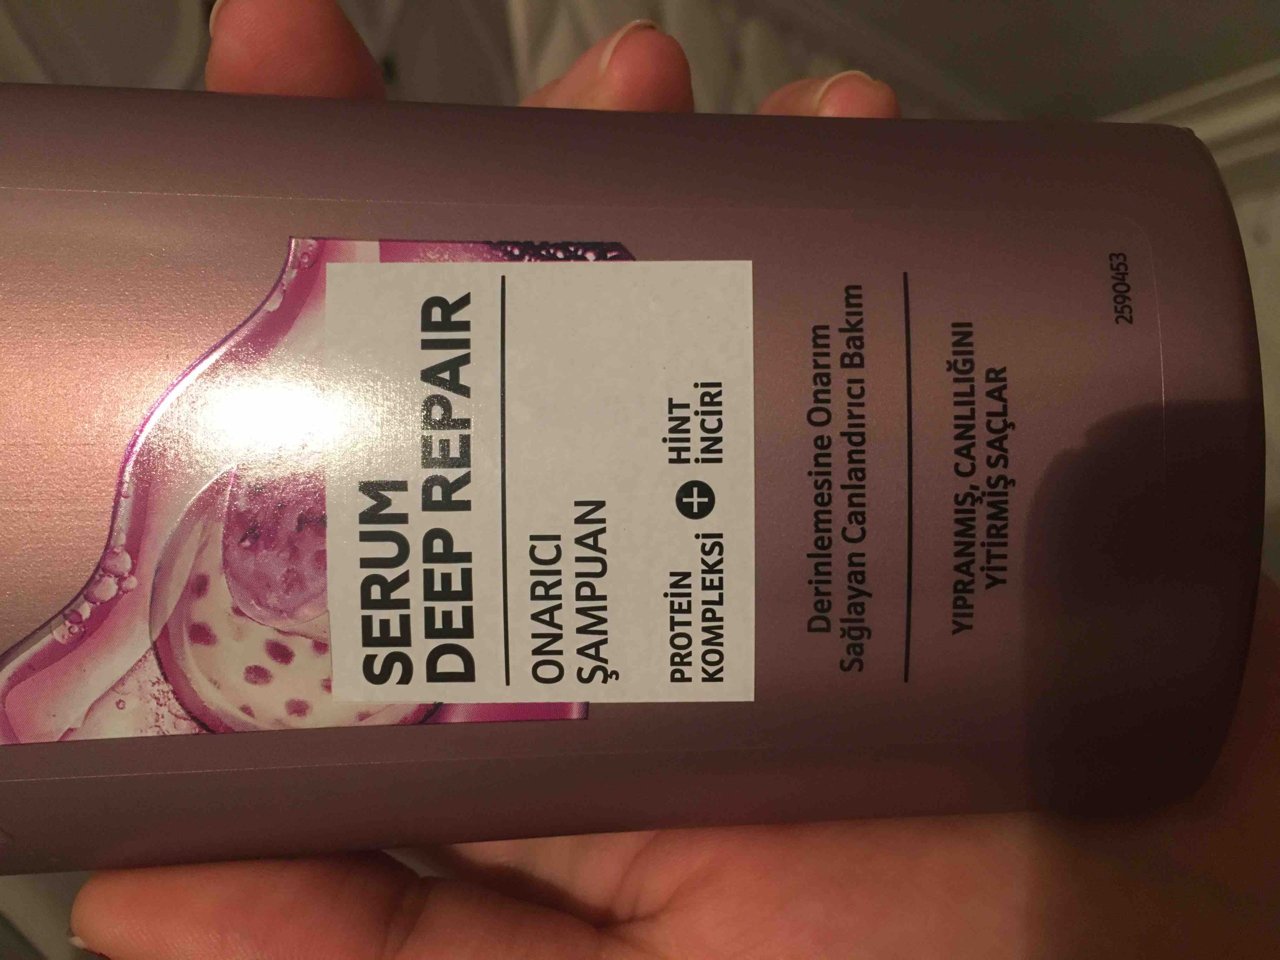 SERUM
DEEP REPAIR
ONARICI
ŞAMPUAN
PROTEİN
KOMPLEKSİ
+
HİNT
İNCİRİ
Derinlemesine Onarım
Sağlayan Canlandırıcı Bakım
YIPRANMIŞ, CANLILIĞINI
YİTİRMİŞ SAÇLAR
2590453